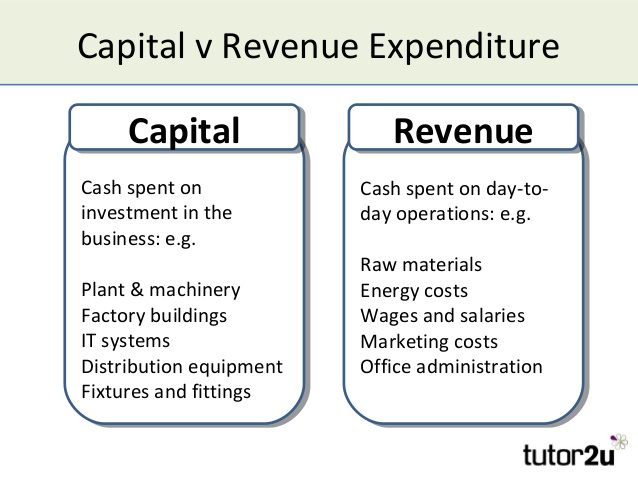 Capital v Revenue Expenditure
Capital
Cash spent on
investment in the
business: e.g.
Plant & machinery
Factory buildings
IT systems
Distribution equipment
Fixtures and fittings
Revenue
Cash spent on day-to-
day operations: e.g.
Raw materials
Energy costs
Wages and salaries
Marketing costs
Office administration
tutor2u